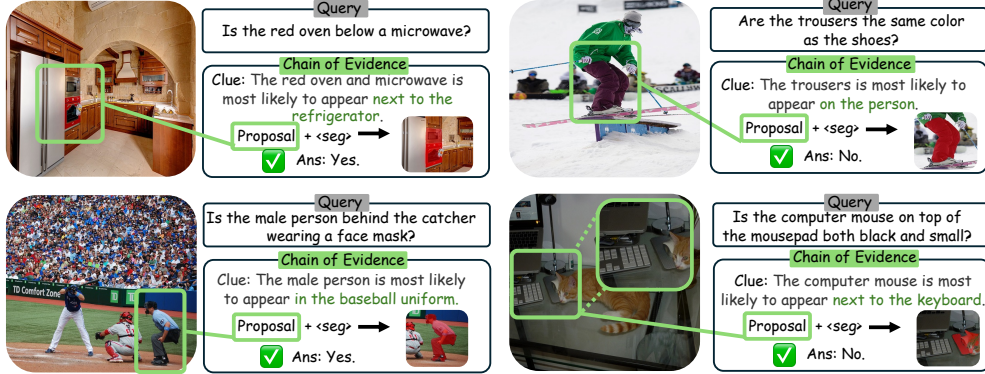 Query
Is the red oven below a microwave?
Chain of Evidence
Clue: The red oven and microwave is
most likely to appear next to the
refrigerator.
Proposal + <seg>
Ans: Yes.
Query
Are the trousers the same color
as the shoes?
Chain of Evidence
Clue: The trousers is most likely to
appear on the person.
Proposal + <seg>
Ans: No.
TD Comfort Zone
Query
Is the male person behind the catcher
wearing a face mask?
Chain of Evidence
Clue: The male person is most likely
to appear in the baseball uniform.
Proposal + <seg>
Ans: Yes.
Query
Is the computer mouse on top of
the mousepad both black and small?
Chain of Evidence
Clue: The computer mouse is most
likely to appear next to the keyboard.
Proposal + <seg>
Ans: No.